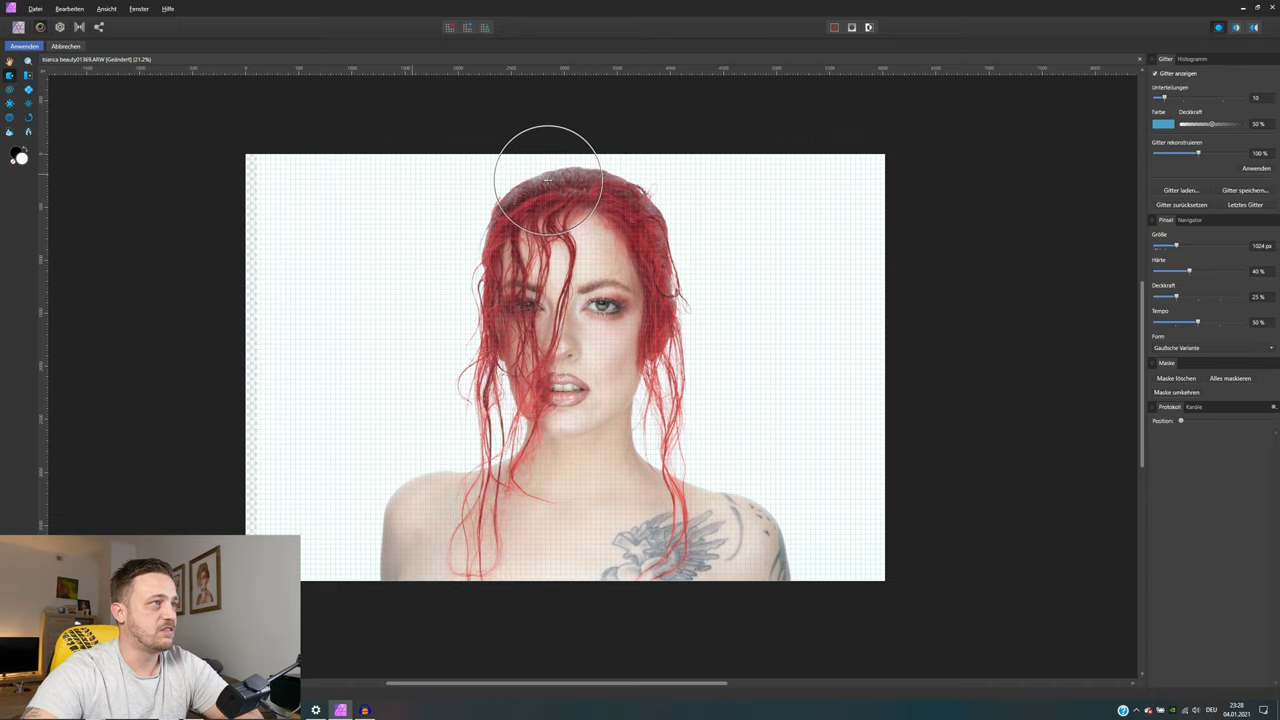 Datei Bearbeiten Ansicht Fenster Hilfe
Anwenden Abbrechen
bianca beauty01369.ARW [Geändert] (21.2%)
Gitter Histogramm
Gitter anzeigen
Unterteilungen
10
Farbe Deckkraft
50 %
Gitter rekonstruieren
100 %
Anwenden
Gitter laden... Gitter speichern...
Gitter zurücksetzen Letztes Gitter
Pinsel Navigator
Größe
1024 px
Härte
40 %
Deckkraft
25 %
Tempo
50 %
Form
Gaußsche Variante
Maske
Maske löschen Alles maskieren
Maske umkehren
Protokoll Kanäle
Position:
DEU
23:28
04.01.2021